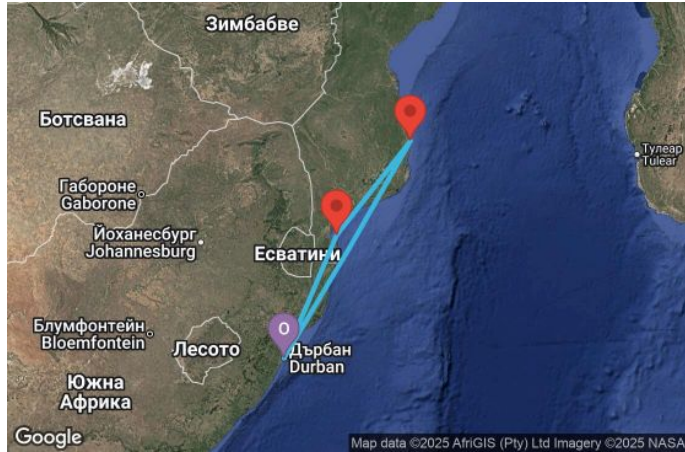 Зимбабве
Ботсвана
Тулеар
Tulear
Габороне
Gaborone
Йоханесбург
Johannesburg
Есватини
O
Блумфонтейн
Bloemfontein
Лесото
Дърбан
Durban
Южна
Африка
Google
Map data ©2025 AfriGIS (Pty) Ltd Imagery ©2025 NASA